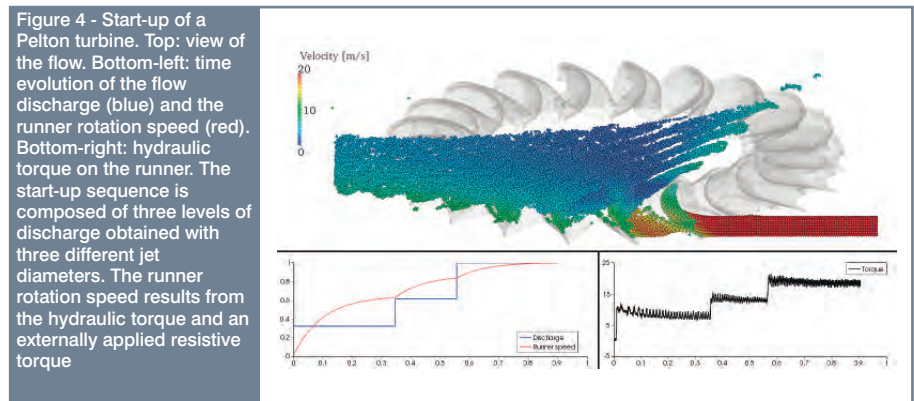 Figure 4 - Start-up of a
Pelton turbine. Top: view of
the flow. Bottom-left: time
evolution of the flow
discharge (blue) and the
runner rotation speed (red).
Bottom-right: hydraulic
torque on the runner. The
start-up sequence is
composed of three levels of
discharge obtained with
three different jet
diameters. The runner
rotation speed results from
the hydraulic torque and an
externally applied resistive
torque
Velocity [m/s]
20
10
0
1
0.8
0.6
0.4
0.2
0
0 0.1 0.2 0.3 0.4 0.5 0.6 0.7 0.8 0.9 1
Discharge
Runner speed
25
15
5
-5
0 0.1 0.2 0.3 0.4 0.5 0.6 0.7 0.8 0.9 1
Torque